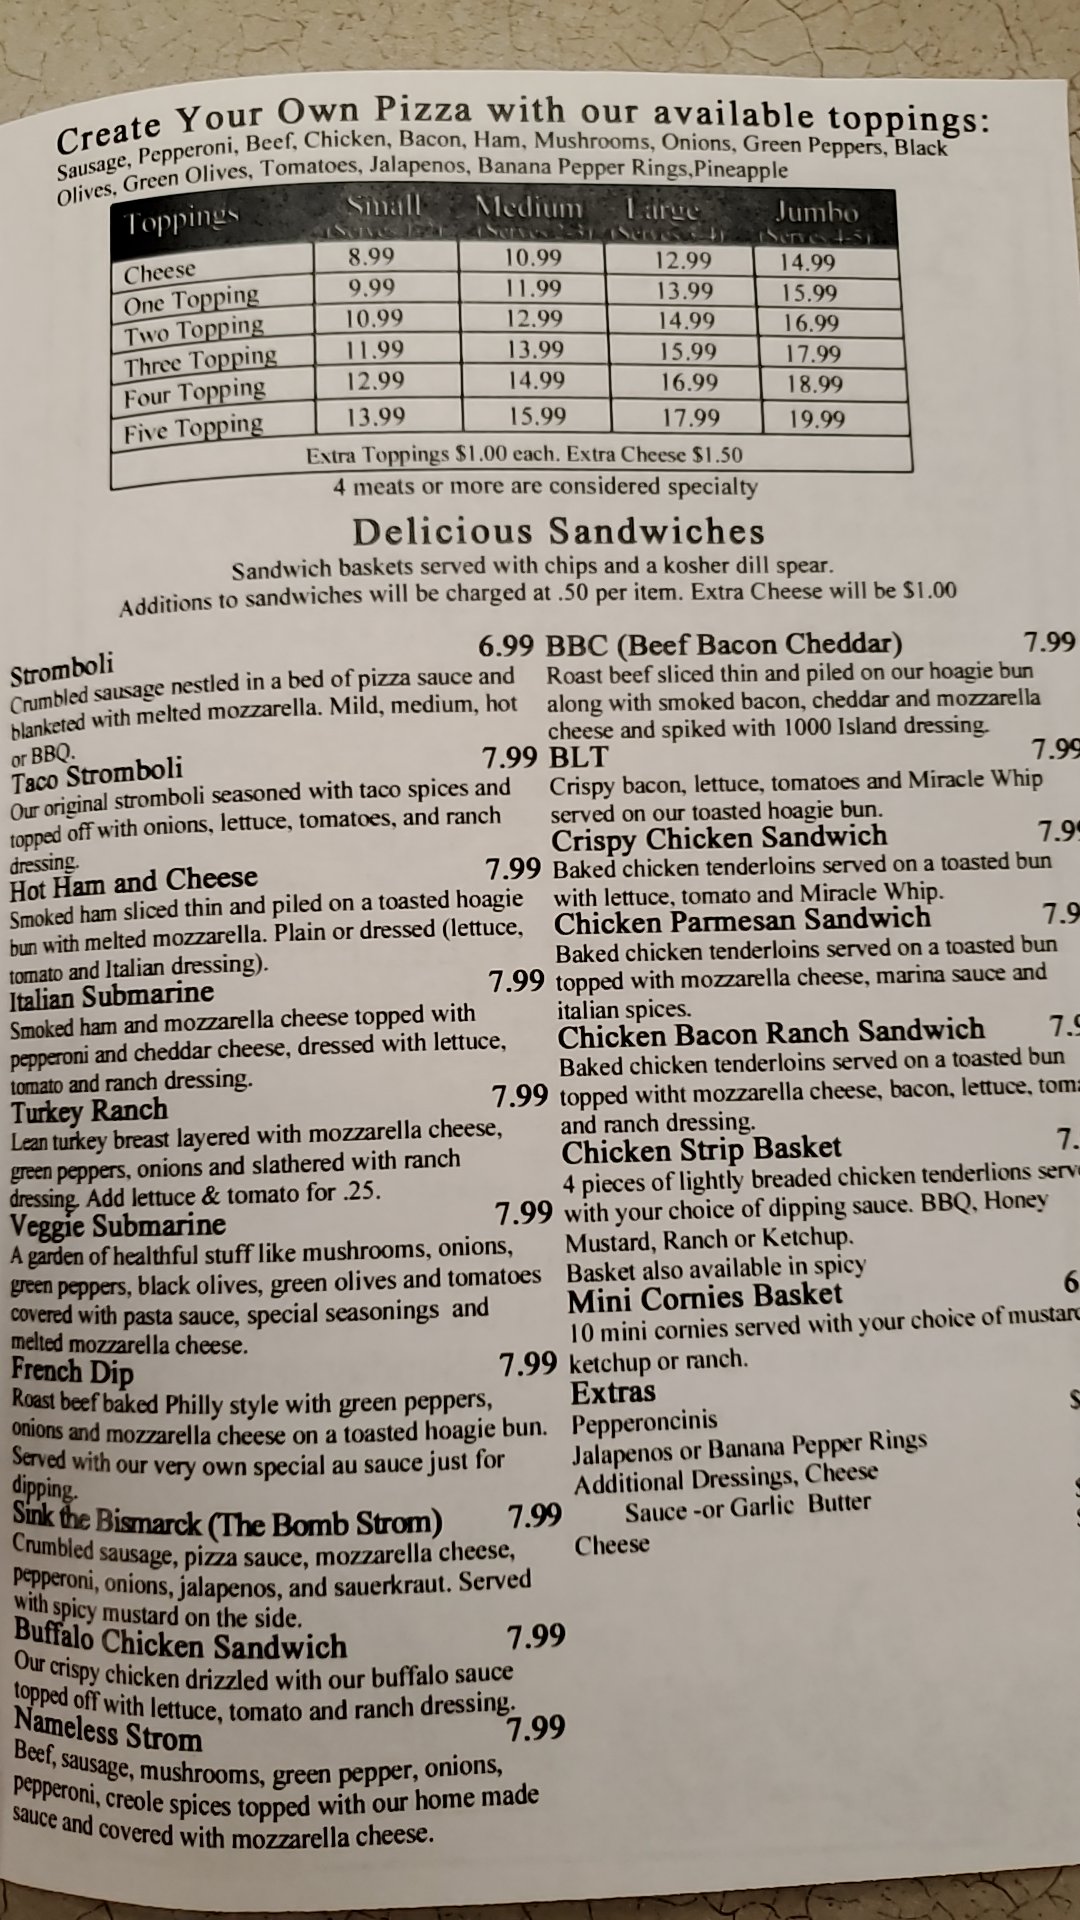 Create Your Own Pizza with our available toppings:
Sausage, Pepperoni, Beef, Chicken, Bacon, Ham, Mushrooms, Onions, Green Peppers, Black
Olives, Green Olives, Tomatoes, Jalapenos, Banana Pepper Rings,Pineapple
Toppings Small Medium Large Jumbo
(Serves 4-5)
Cheese 8.99 10.99 12.99 14.99
One Topping 9.99 11.99 13.99 15.99
Two Topping 10.99 12.99 14.99 16.99
Three Topping 11.99 13.99 15.99 17.99
Four Topping 12.99 14.99 16.99 18.99
Five Topping 13.99 15.99 17.99 19.99
Extra Toppings $1.00 each. Extra Cheese $1.50
4 meats or more are considered specialty
Delicious Sandwiches
Sandwich baskets served with chips and a kosher dill spear.
Additions to sandwiches will be charged at .50 per item. Extra Cheese will be $1.00
Stromboli 6.99
Crumbled sausage nestled in a bed of pizza sauce and
blanketed with melted mozzarella. Mild, medium, hot
or BBQ.
Taco Stromboli 7.99
Our original stromboli seasoned with taco spices and
topped off with onions, lettuce, tomatoes, and ranch
dressing.
Hot Ham and Cheese 7.99
Smoked ham sliced thin and piled on a toasted hoagie
bun with melted mozzarella. Plain or dressed (lettuce,
tomato and Italian dressing).
Italian Submarine 7.99
Smoked ham and mozzarella cheese topped with
pepperoni and cheddar cheese, dressed with lettuce,
tomato and ranch dressing.
Turkey Ranch 7.99
Lean turkey breast layered with mozzarella cheese,
green peppers, onions and slathered with ranch
dressing. Add lettuce & tomato for .25.
Veggie Submarine 7.99
A garden of healthful stuff like mushrooms, onions,
green peppers, black olives, green olives and tomatoes
covered with pasta sauce, special seasonings and
melted mozzarella cheese.
French Dip 7.99
Roast beef baked Philly style with green peppers,
onions and mozzarella cheese on a toasted hoagie bun.
Served with our very own special au sauce just for
dipping.
Sink the Bismarck (The Bomb Strom) 7.99
Crumbled sausage, pizza sauce, mozzarella cheese,
pepperoni, onions, jalapenos, and sauerkraut. Served
with spicy mustard on the side.
Buffalo Chicken Sandwich 7.99
Our crispy chicken drizzled with our buffalo sauce
topped off with lettuce, tomato and ranch dressing.
Nameless Strom 7.99
Beef, sausage, mushrooms, green pepper, onions,
pepperoni, creole spices topped with our home made
sauce and covered with mozzarella cheese.
BBC (Beef Bacon Cheddar) 7.99
Roast beef sliced thin and piled on our hoagie bun
along with smoked bacon, cheddar and mozzarella
cheese and spiked with 1000 Island dressing.
BLT 7.99
Crispy bacon, lettuce, tomatoes and Miracle Whip
served on our toasted hoagie bun.
Crispy Chicken Sandwich 7.99
Baked chicken tenderloins served on a toasted bun
with lettuce, tomato and Miracle Whip.
Chicken Parmesan Sandwich 7.9
Baked chicken tenderloins served on a toasted bun
topped with mozzarella cheese, marina sauce and
italian spices.
Chicken Bacon Ranch Sandwich 7.9
Baked chicken tenderloins served on a toasted bun
topped witht mozzarella cheese, bacon, lettuce, toma
and ranch dressing.
Chicken Strip Basket 7.
4 pieces of lightly breaded chicken tenderlions serve
with your choice of dipping sauce. BBQ, Honey
Mustard, Ranch or Ketchup.
Basket also available in spicy
Mini Cornies Basket 6
10 mini cornies served with your choice of mustard
ketchup or ranch.
Extras
Pepperoncinis $
Jalapenos or Banana Pepper Rings
Additional Dressings, Cheese
Sauce -or Garlic Butter $
Cheese $